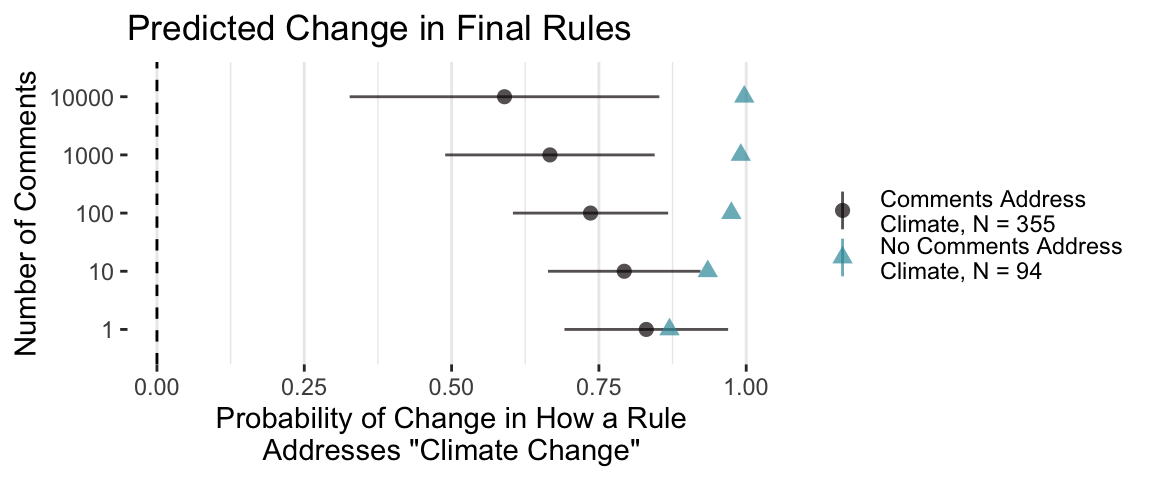 Predicted Change in Final Rules
Number of Comments
10000
1000
100
10
1
0.00 0.25 0.50 0.75 1.00
Probability of Change in How a Rule
Addresses "Climate Change"
Comments Address
Climate, N = 355
No Comments Address
Climate, N = 94